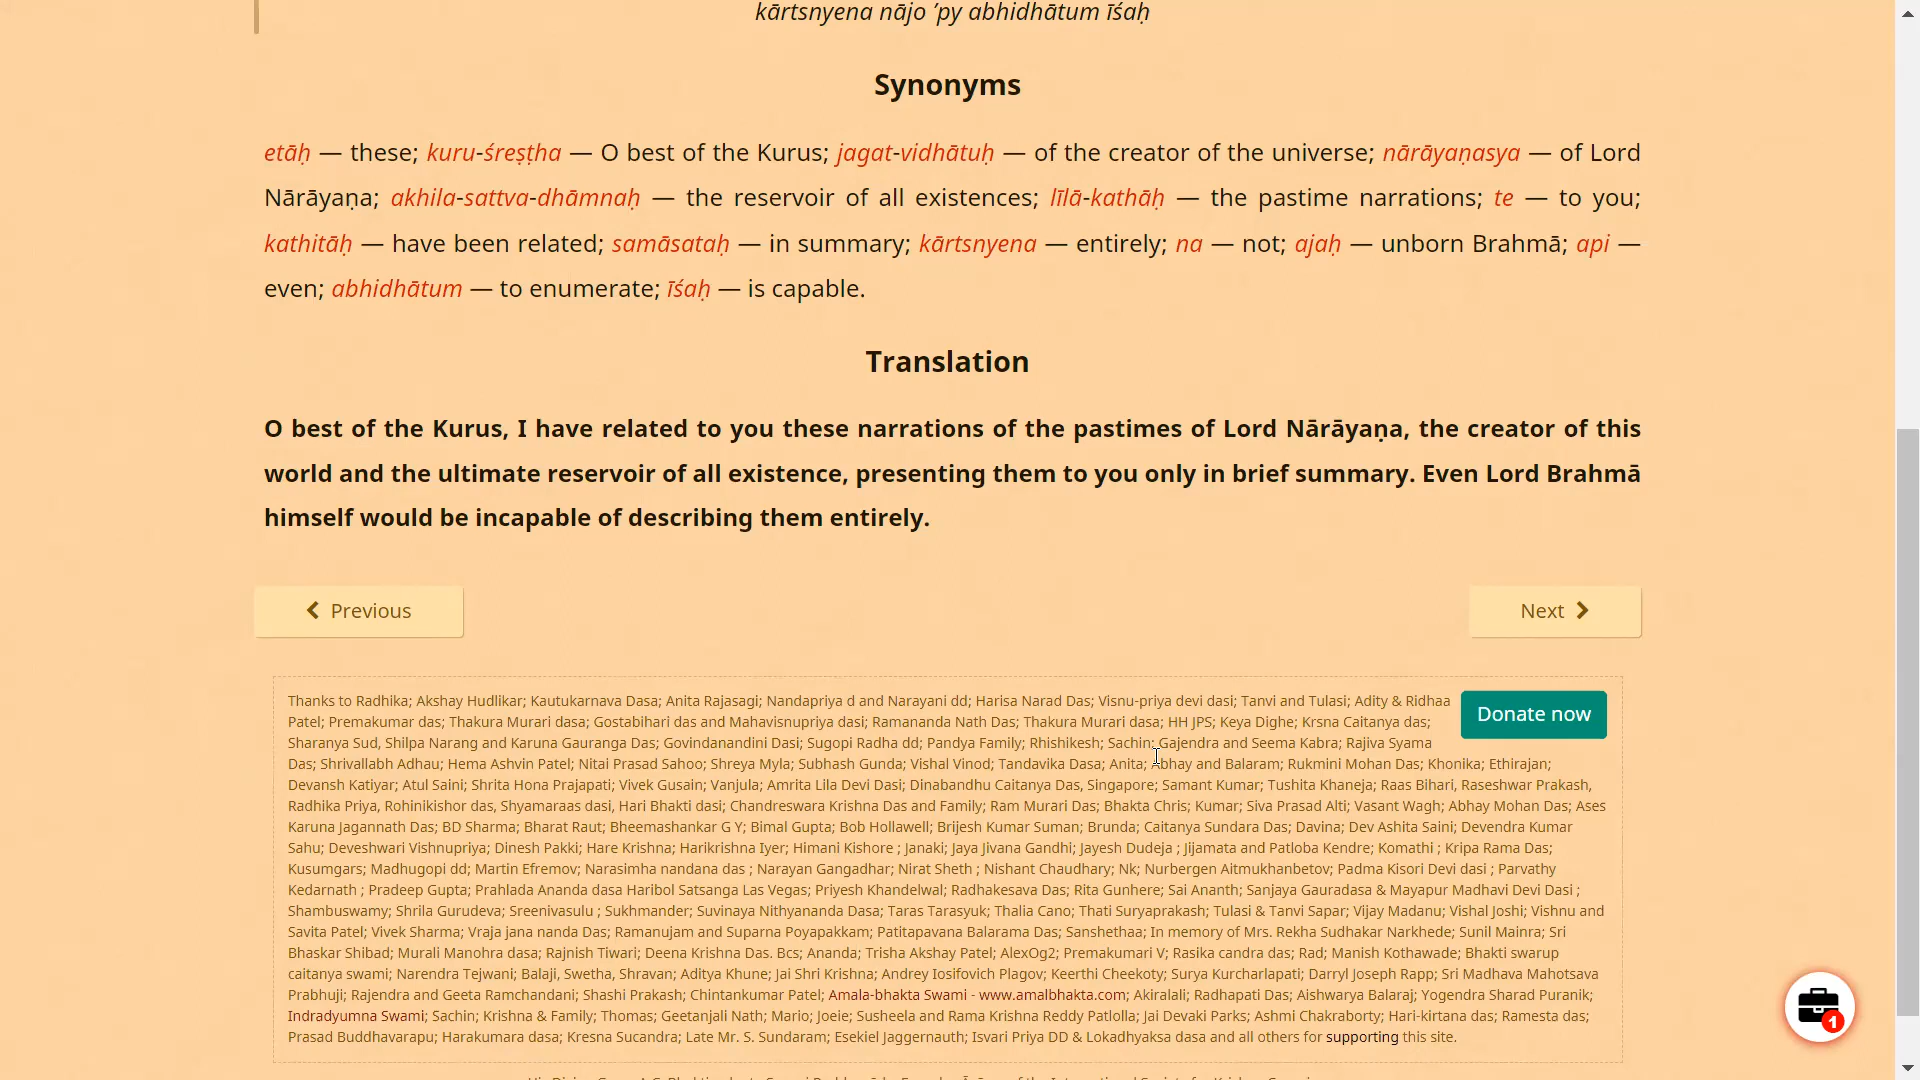 kārtsnyena nājo ’py abhidhātum īśaḥ
Synonyms
etāḥ — these; kuru-śreṣṭha — O best of the Kurus; jagat-vidhātuḥ — of the creator of the universe; nārāyaṇasya — of Lord
Nārāyaṇa; akhila-sattva-dhāmnaḥ — the reservoir of all existences; līlā-kathāḥ — the pastime narrations; te — to you;
kathitāḥ — have been related; samāsataḥ — in summary; kārtsnyena — entirely; na — not; ajaḥ — unborn Brahmā; api —
even; abhidhātum — to enumerate; īśaḥ — is capable.
Translation
O best of the Kurus, I have related to you these narrations of the pastimes of Lord Nārāyaṇa, the creator of this
world and the ultimate reservoir of all existence, presenting them to you only in brief summary. Even Lord Brahmā
himself would be incapable of describing them entirely.
Previous
Next
Donate now
Thanks to Radhika; Akshay Hudlikar; Kautukarnava Dasa; Anita Rajasagi; Nandapriya d and Narayani dd; Harisa Narad Das; Visnu-priya devi dasi; Tanvi and Tulasi; Adity & Ridhaa
Patel; Premakumar das; Thakura Murari dasa; Gostabihari das and Mahavisnupriya dasi; Ramananda Nath Das; Thakura Murari dasa; HH JPS; Keya Dighe; Krsna Caitanya das;
Sharanya Sud, Shilpa Narang and Karuna Gauranga Das; Govindanandini Dasi; Sugopi Radha dd; Pandya Family; Rhishikesh; Sachin; Gajendra and Seema Kabra; Rajiva Syama
Das; Shrivallabh Adhau; Hema Ashvin Patel; Nitai Prasad Sahoo; Shreya Myla; Subhash Gunda; Vishal Vinod; Tandavika Dasa; Anita; Abhay and Balaram; Rukmini Mohan Das; Khonika; Ethirajan;
Devansh Katiyar; Atul Saini; Shrita Hona Prajapati; Vivek Gusain; Vanjula; Amrita Lila Devi Dasi; Dinabandhu Caitanya Das, Singapore; Samant Kumar; Tushita Khaneja; Raas Bihari, Raseshwar Prakash,
Radhika Priya, Rohinikishor das, Shyamaraas dasi, Hari Bhakti dasi; Chandreswara Krishna Das and Family; Ram Murari Das; Bhakta Chris; Kumar; Siva Prasad Alti; Vasant Wagh; Abhay Mohan Das; Ases
Karuna Jagannath Das; BD Sharma; Bharat Raut; Bheemashankar G Y; Bimal Gupta; Bob Hollawell; Brijesh Kumar Suman; Brunda; Caitanya Sundara Das; Davina; Dev Ashita Saini; Devendra Kumar
Sahu; Deveshwari Vishnupriya; Dinesh Pakki; Hare Krishna; Harikrishna Iyer; Himani Kishore ; Janaki; Jaya Jivana Gandhi; Jayesh Dudeja ; Jijamata and Patloba Kendre; Komathi ; Kripa Rama Das;
Kusumgars; Madhugopi dd; Martin Efremov; Narasimha nandana das ; Narayan Gangadhar; Nirat Sheth ; Nishant Chaudhary; Nk; Nurbergen Aitmukhanbetov; Padma Kisori Devi dasi ; Parvathy
Kedarnath ; Pradeep Gupta; Prahlada Ananda dasa Haribol Satsanga Las Vegas; Priyesh Khandelwal; Radhakesava Das; Rita Gunhere; Sai Ananth; Sanjaya Gauradasa & Mayapur Madhavi Devi Dasi ;
Shambuswamy; Shrila Gurudeva; Sreenivasulu ; Sukhmander; Suvinaya Nithyananda Dasa; Taras Tarasyuk; Thalia Cano; Thati Suryaprakash; Tulasi & Tanvi Sapar; Vijay Madanu; Vishal Joshi; Vishnu and
Savita Patel; Vivek Sharma; Vraja jana nanda Das; Ramanujam and Suparna Poyapakkam; Patitapavana Balarama Das; Sanshethaa; In memory of Mrs. Rekha Sudhakar Narkhede; Sunil Mainra; Sri
Bhaskar Shibad; Murali Manohra dasa; Rajnish Tiwari; Deena Krishna Das. Bcs; Ananda; Trisha Akshay Patel; AlexOg2; Premakumari V; Rasika candra das; Rad; Manish Kothawade; Bhakti swarup
caitanya swami; Narendra Tejwani; Balaji, Swetha, Shravan; Aditya Khune; Jai Shri Krishna; Andrey Iosifovich Plagov; Keerthi Cheekoty; Surya Kurcharlapati; Darryl Joseph Rapp; Sri Madhava Mahotsava
Prabhuji; Rajendra and Geeta Ramchandani; Shashi Prakash; Chintankumar Patel; Amala-bhakta Swami - www.amalbhakta.com; Akiralali; Radhapati Das; Aishwarya Balaraj; Yogendra Sharad Puranik;
Indradyumna Swami; Sachin; Krishna & Family; Thomas; Geetanjali Nath; Mario; Joeie; Susheela and Rama Krishna Reddy Patlolla; Jai Devaki Parks; Ashmi Chakraborty; Hari-kirtana das; Ramesta das;
Prasad Buddhavarapu; Harakumara dasa; Kresna Sucandra; Late Mr. S. Sundaram; Esekiel Jaggernauth; Isvari Priya DD & Lokadhyaksa dasa and all others for supporting this site.
1